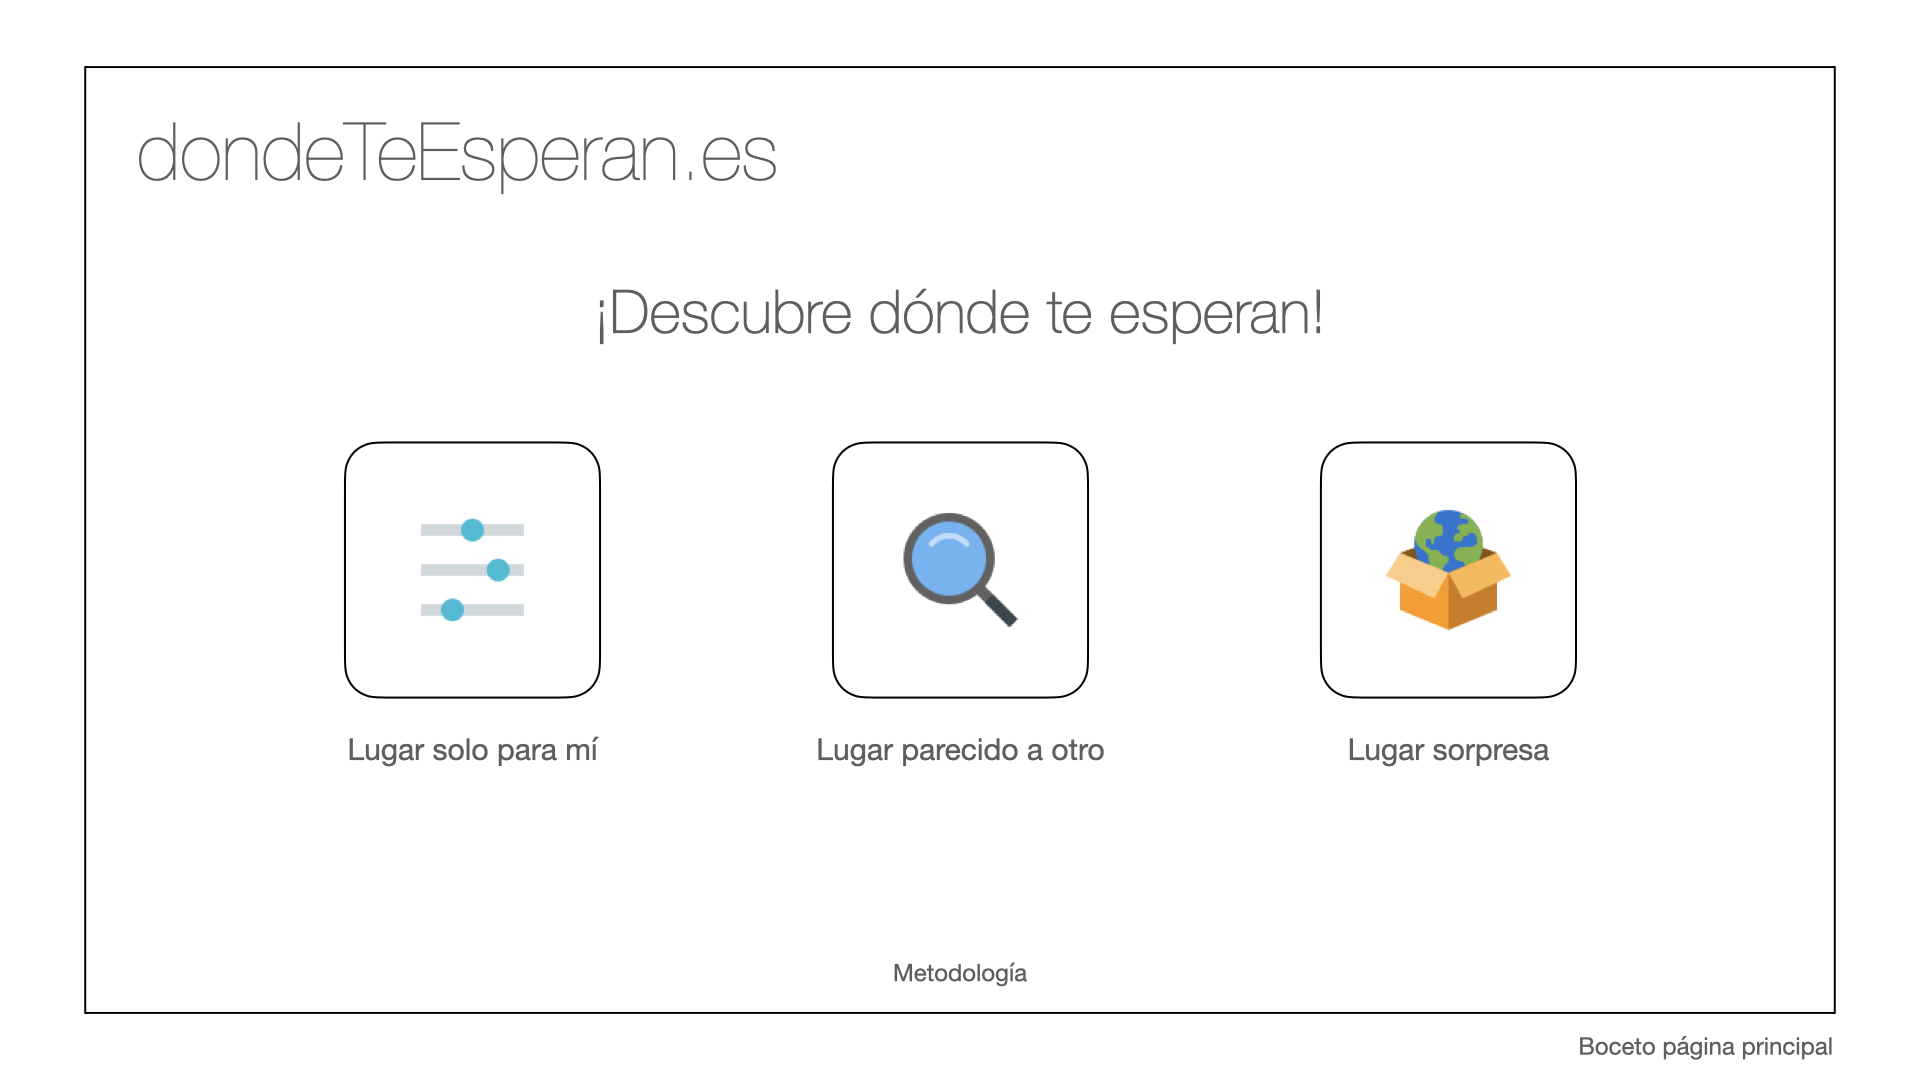 dondeTeEsperan.es
¡Descubre dónde te esperan!
Lugar solo para mí
Lugar parecido a otro
Lugar sorpresa
Metodología
Boceto página principal